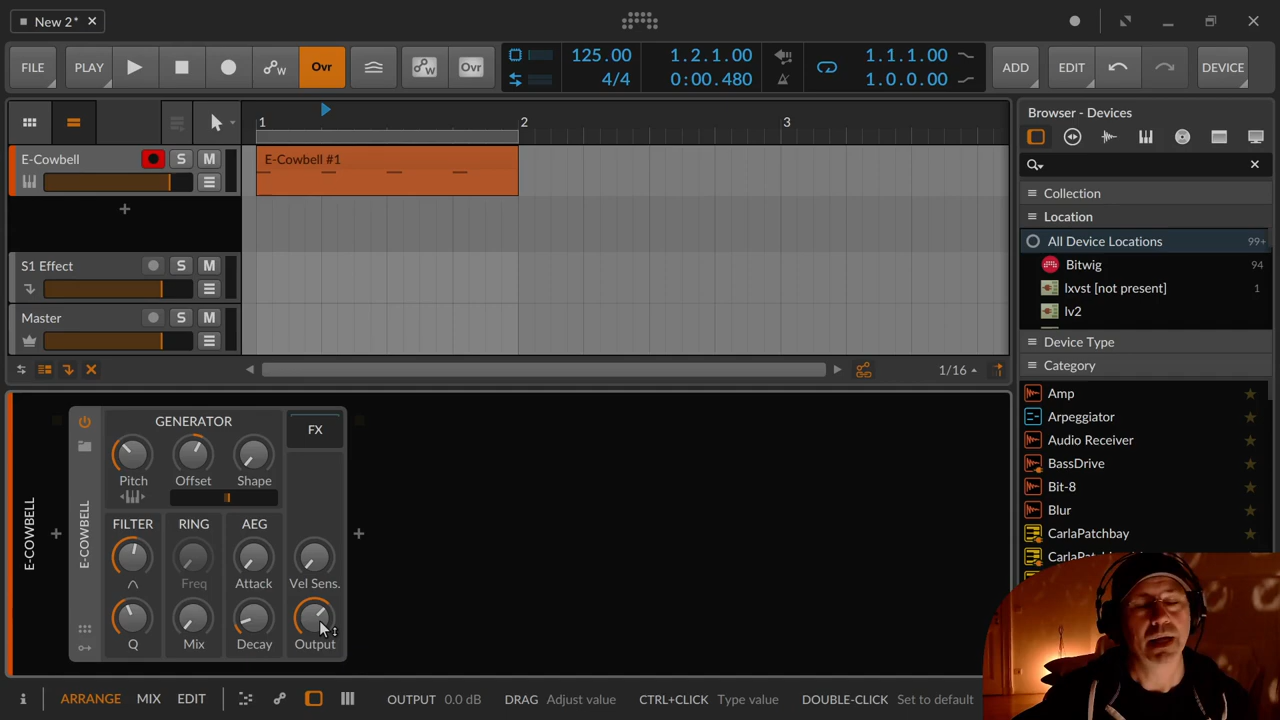 New 2*
FILE
PLAY
Ovr
Ovr
125.00
4/4
1.2.1.00
0:00.480
1.1.1.00
1.0.0.00
ADD
EDIT
DEVICE
1
2
3
E-Cowbell
S
M
E-Cowbell #1
S1 Effect
S
M
Master
S
M
1/16
Browser - Devices
Collection
Location
All Device Locations
99+
Bitwig
94
lxvst [not present]
1
lv2
Device Type
Category
Amp
Arpeggiator
Audio Receiver
BassDrive
Bit-8
Blur
CarlaPatchbay
E-COWBELL
E-COWBELL
GENERATOR
Pitch
Offset
Shape
FX
FILTER
RING
AEG
Freq
Attack
Vel Sens.
Q
Mix
Decay
Output
ARRANGE
MIX
EDIT
OUTPUT 0.0 dB
DRAG Adjust value
CTRL+CLICK Type value
DOUBLE-CLICK Set to default